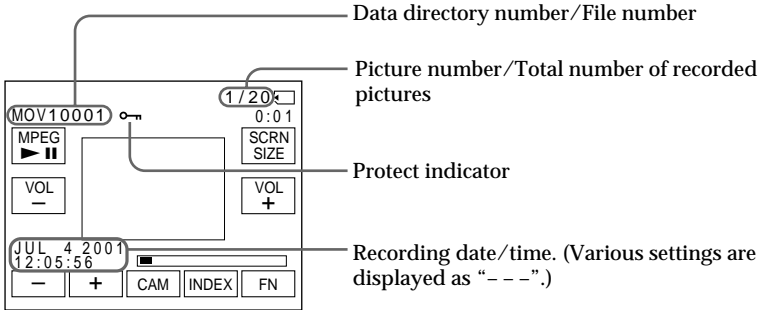 Data directory number/File number
Picture number/Total number of recorded
pictures
1/20
MOV10001
0:01
MPEG
SCRN
SIZE
Protect indicator
VOL
–
VOL
+
JUL 4 2001
12:05:56
Recording date/time. (Various settings are
displayed as “– – –”.)
–
+
CAM
INDEX
FN